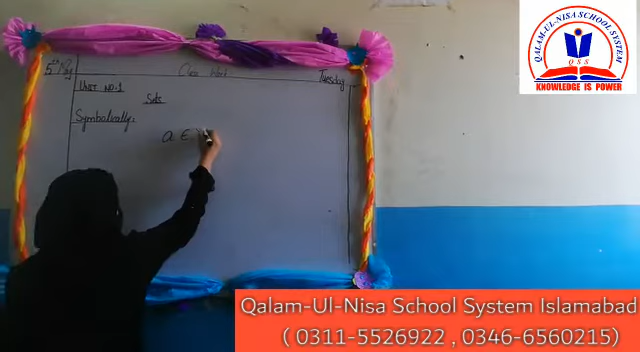 5th May Class Work Tuesday
Unit No.1
Sets
Symbolically:
a ∈
QALAM-UL-NISA SCHOOL SYSTEM
QSS
KNOWLEDGE IS POWER
Qalam-Ul-Nisa School System Islamabad
( 0311-5526922 , 0346-6560215)